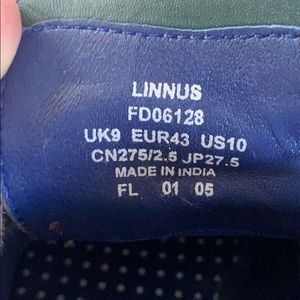 LINNUS
FD06128
UK9 EUR43 US10
CN275/2.5 JP27.5
MADE IN INDIA
FL 01 05